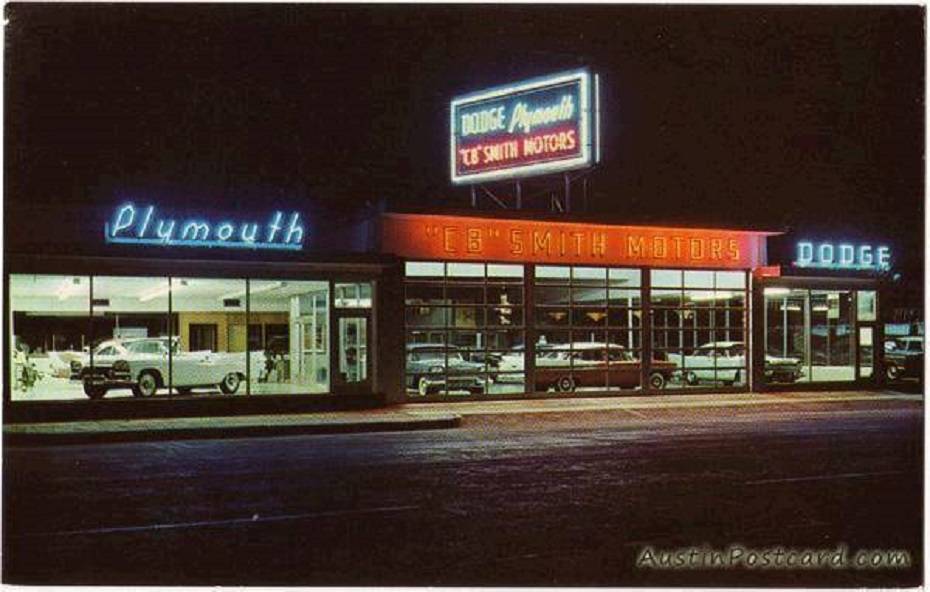 DODGE Plymouth
"CB" SMITH MOTORS
Plymouth
"CB" SMITH MOTORS
DODGE
AustinPostcard.com